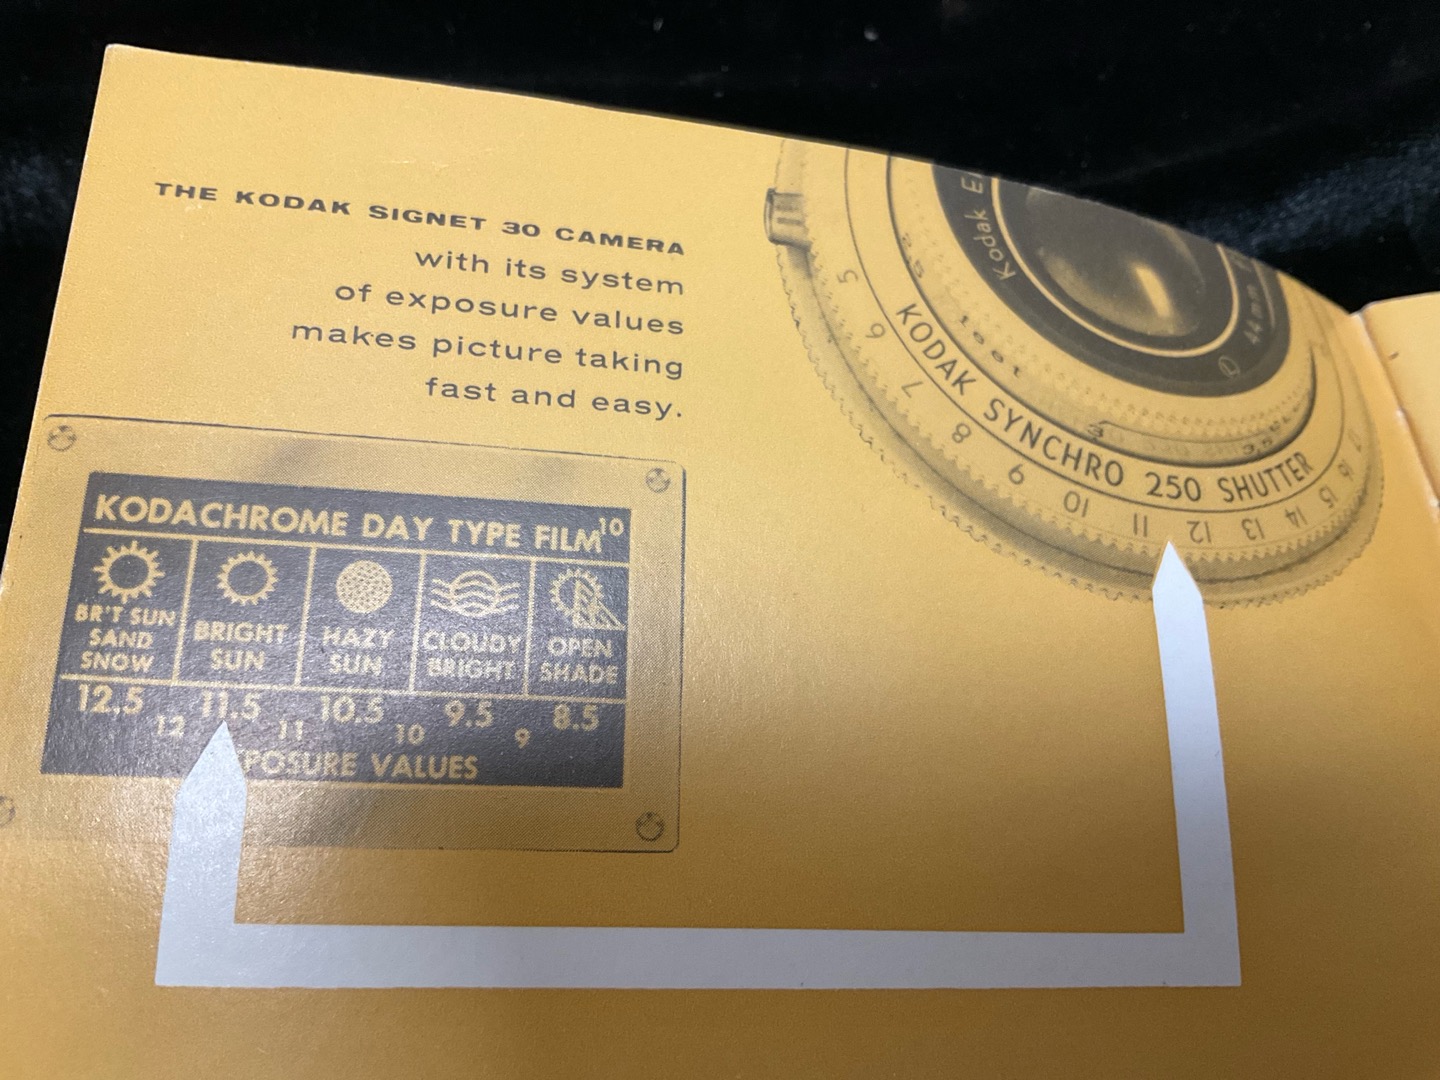 THE KODAK SIGNET 30 CAMERA
with its system
of exposure values
makes picture taking
fast and easy.
KODACHROME DAY TYPE FILM 10
BR'T SUN SAND SNOW
BRIGHT SUN
HAZY SUN
CLOUDY BRIGHT
OPEN SHADE
12.5 11.5 10.5 9.5 8.5
12 11 10 9
VALUES
Kodak
44mm
KODAK SYNCHRO 250 SHUTTER
5 6 7 8 9 10 11 12 13 14 15 16